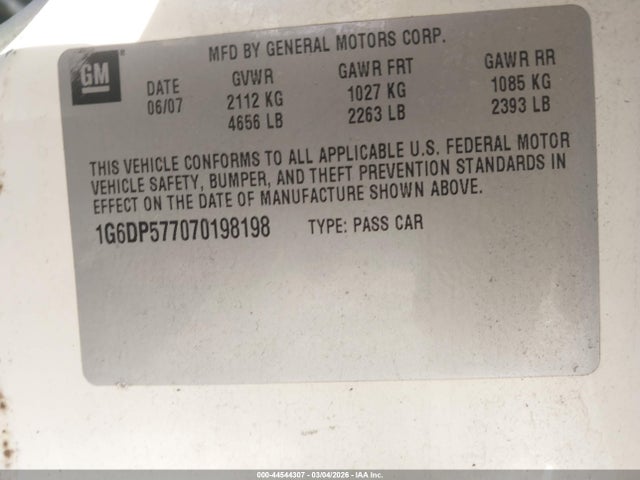 MFD BY GENERAL MOTORS CORP.
GM
DATE GVWR GAWR FRT GAWR RR
06/07 2112 KG 1027 KG 1085 KG
4656 LB 2263 LB 2393 LB
THIS VEHICLE CONFORMS TO ALL APPLICABLE U.S. FEDERAL MOTOR
VEHICLE SAFETY, BUMPER, AND THEFT PREVENTION STANDARDS IN
EFFECT ON THE DATE OF MANUFACTURE SHOWN ABOVE.
1G6DP577070198198 TYPE: PASS CAR
000-44544307 - 03/04/2026 - IAA Inc.